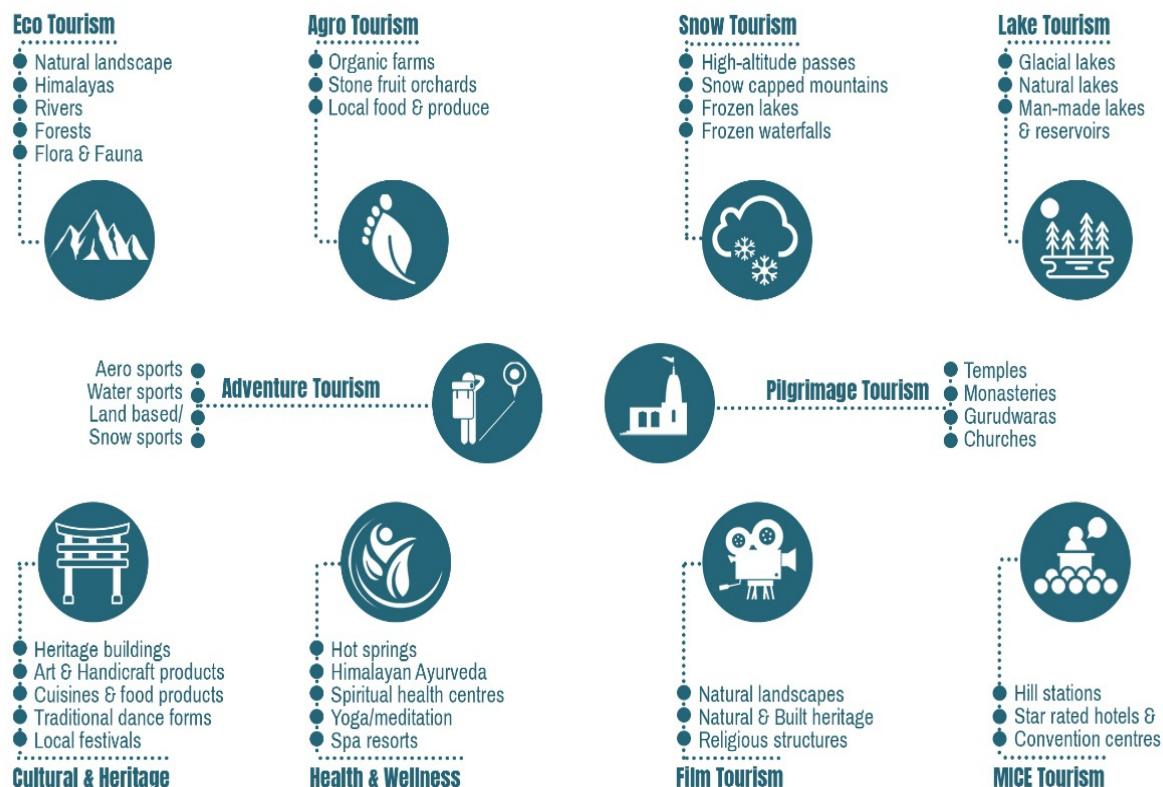 Eco Tourism
Natural landscape
Himalayas
Rivers
Forests
Flora & Fauna
Agro Tourism
Organic farms
Stone fruit orchards
Local food & produce
Snow Tourism
High-altitude passes
Snow capped mountains
Frozen lakes
Frozen waterfalls
Lake Tourism
Glacial lakes
Natural lakes
Man-made lakes
& reservoirs
Aero sports
Water sports
Land based/
Snow sports
Adventure Tourism
Pilgrimage Tourism
Temples
Monasteries
Gurudwaras
Churches
Heritage buildings
Art & Handicraft products
Cuisines & food products
Traditional dance forms
Local festivals
Cultural & Heritage
Hot springs
Himalayan Ayurveda
Spiritual health centres
Yoga/meditation
Spa resorts
Health & Wellness
Natural landscapes
Natural & Built heritage
Religious structures
Film Tourism
Hill stations
Star rated hotels &
Convention centres
MICE Tourism